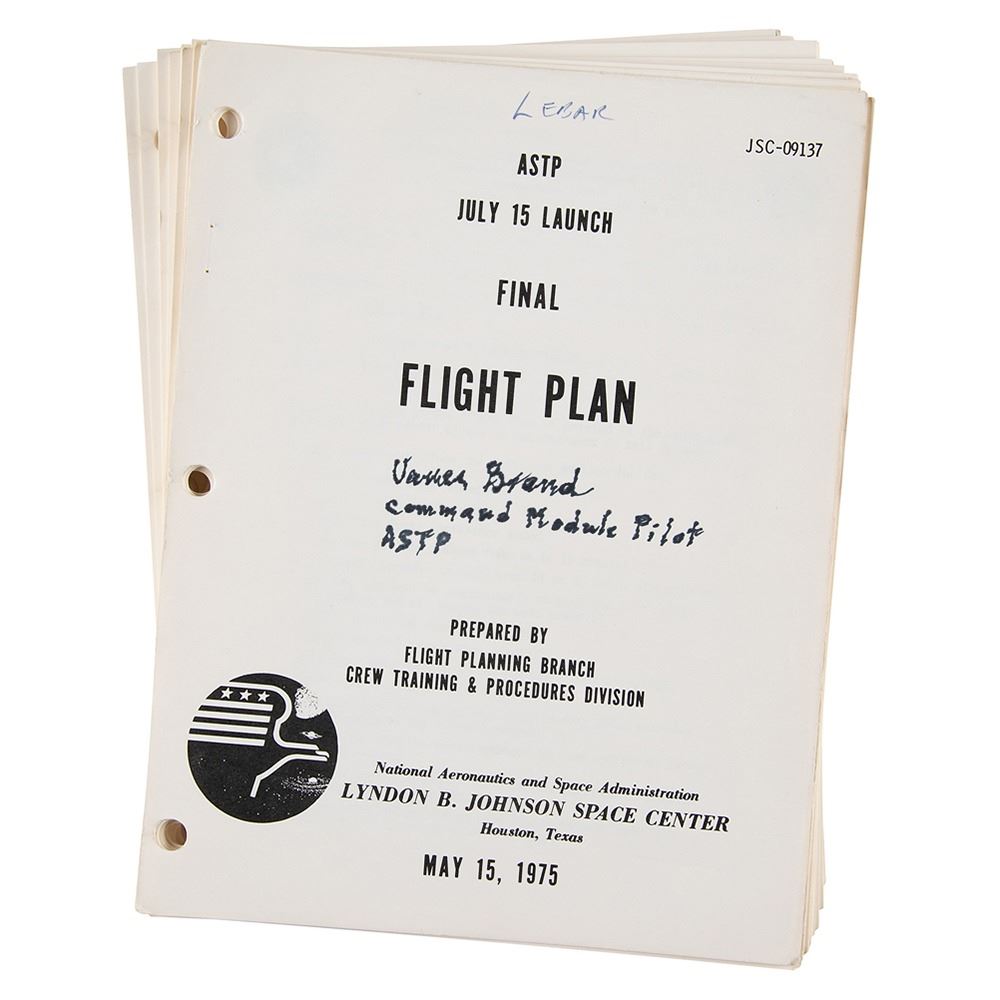 LEBAR
JSC-09137
ASTP
JULY 15 LAUNCH
FINAL
FLIGHT PLAN
Vance Brand
Command Module Pilot
ASTP
PREPARED BY
FLIGHT PLANNING BRANCH
CREW TRAINING & PROCEDURES DIVISION
National Aeronautics and Space Administration
LYNDON B. JOHNSON SPACE CENTER
Houston, Texas
MAY 15, 1975